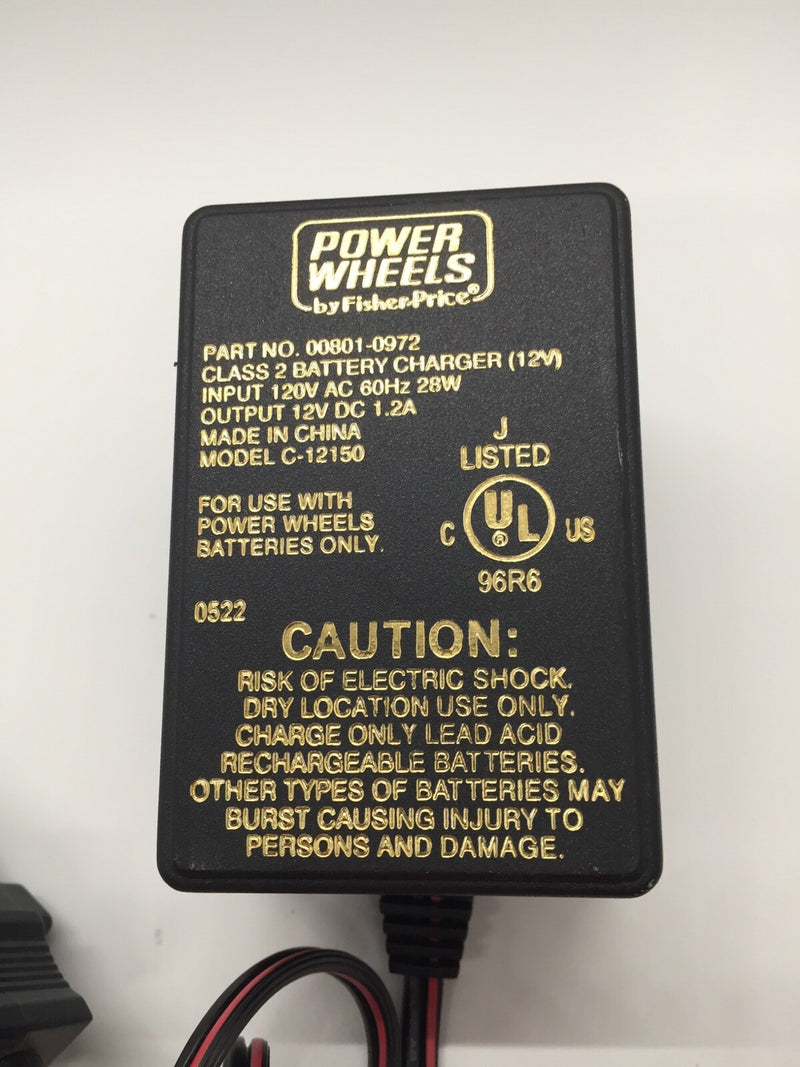 POWER
WHEELS
by Fisher-Price®
PART NO. 00801-0972
CLASS 2 BATTERY CHARGER (12V)
INPUT 120V AC 60Hz 28W
OUTPUT 12V DC 1.2A
MADE IN CHINA
MODEL C-12150
J
LISTED
C UL® US
96R6
FOR USE WITH
POWER WHEELS
BATTERIES ONLY.
0522
CAUTION:
RISK OF ELECTRIC SHOCK.
DRY LOCATION USE ONLY.
CHARGE ONLY LEAD ACID
RECHARGEABLE BATTERIES.
OTHER TYPES OF BATTERIES MAY
BURST CAUSING INJURY TO
PERSONS AND DAMAGE.